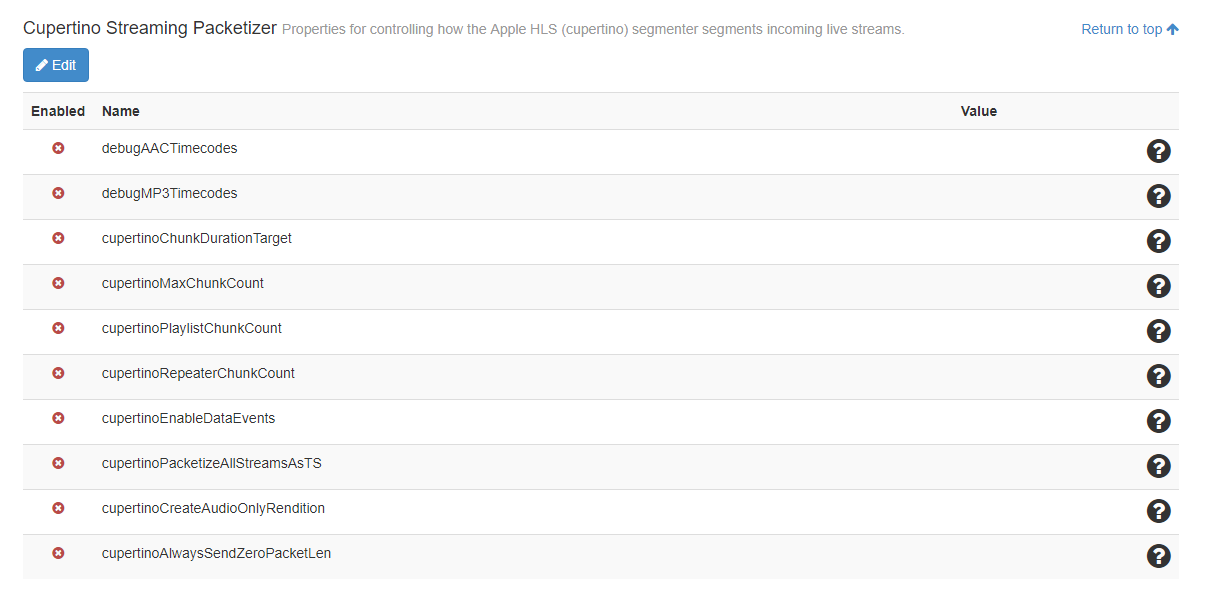 Cupertino Streaming Packetizer Properties for controlling how the Apple HLS (cupertino) segmenter segments incoming live streams. Return to top
Edit
Enabled Name Value
debugAACTimecodes
debugMP3Timecodes
cupertinoChunkDurationTarget
cupertinoMaxChunkCount
cupertinoPlaylistChunkCount
cupertinoRepeaterChunkCount
cupertinoEnableDataEvents
cupertinoPacketizeAllStreamsAsTS
cupertinoCreateAudioOnlyRendition
cupertinoAlwaysSendZeroPacketLen